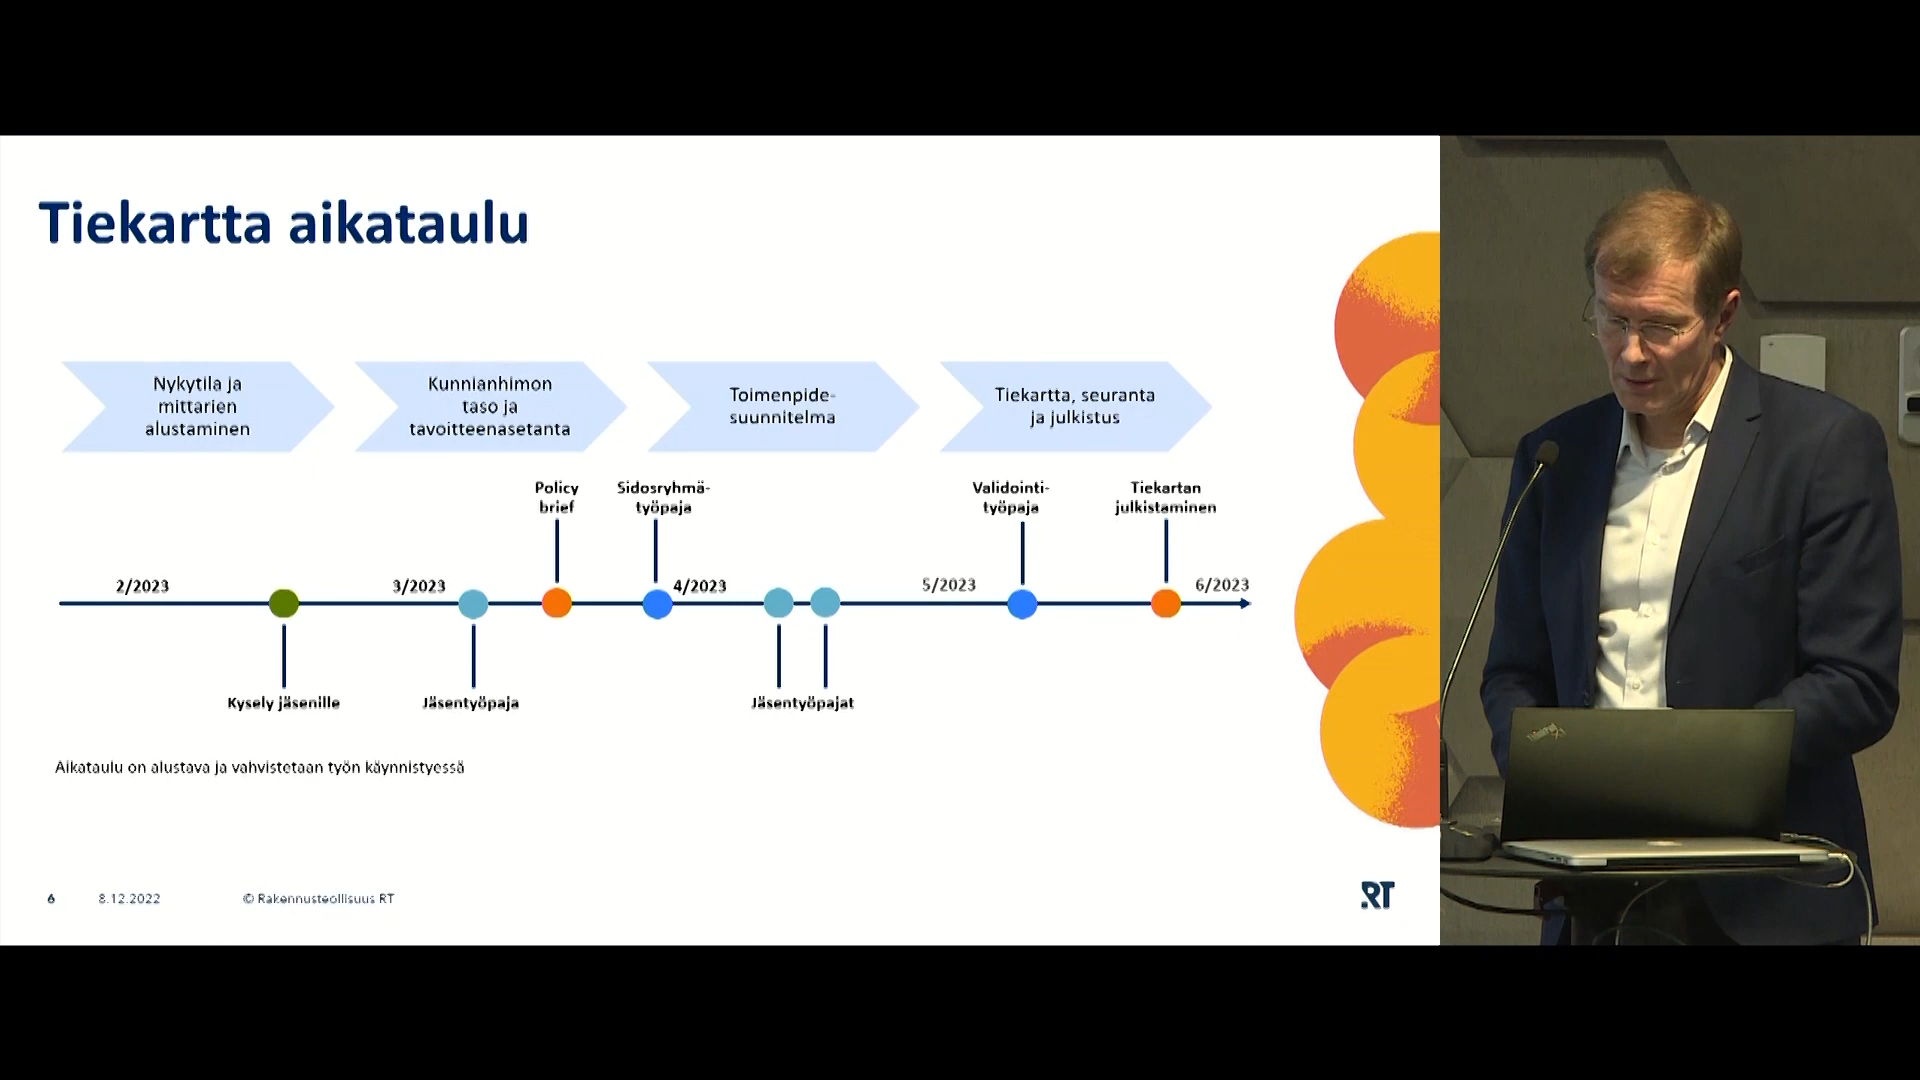 Tiekartta aikataulu
Nykytila ja
mittarien
alustaminen
Kunnianhimon
taso ja
tavoitteenasetanta
Toimenpide-
suunnitelma
Tiekartta, seuranta
ja julkistus
Policy
brief
Sidosryhmä-
työpaja
Validointi-
työpaja
Tiekartan
julkistaminen
2/2023
3/2023
4/2023
5/2023
6/2023
Kysely jäsenille
Jäsentyöpaja
Jäsentyöpajat
Aikataulu on alustava ja vahvistetaan työn käynnistyessä
6
8.12.2022
© Rakennusteollisuus RT
RT